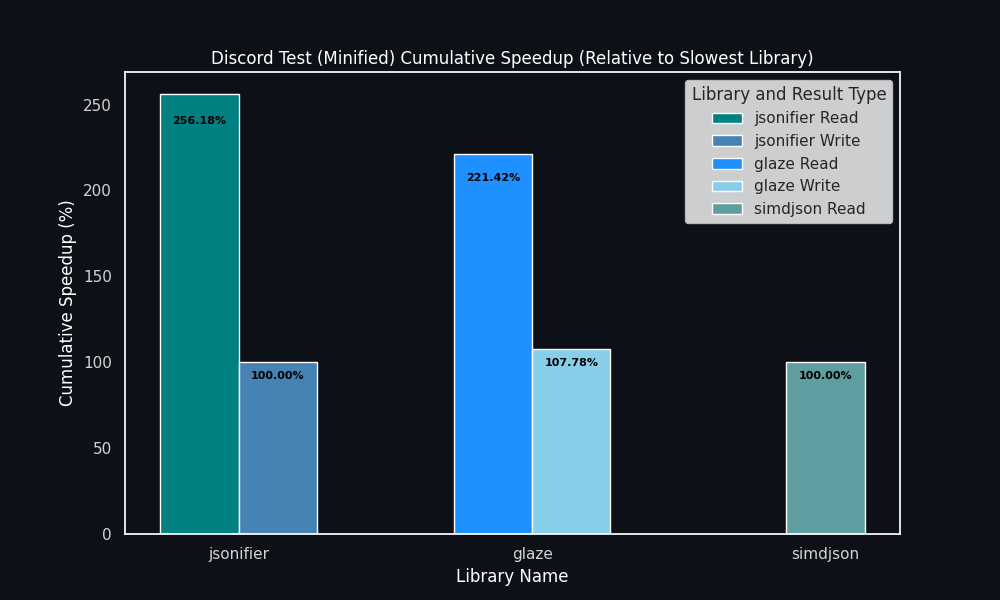 Discord Test (Minified) Cumulative Speedup (Relative to Slowest Library)
Library and Result Type
jsonifier Read
jsonifier Write
glaze Read
glaze Write
simdjson Read
Cumulative Speedup (%)
250
200
150
100
50
0
256.18%
100.00%
221.42%
107.78%
100.00%
jsonifier
glaze
simdjson
Library Name